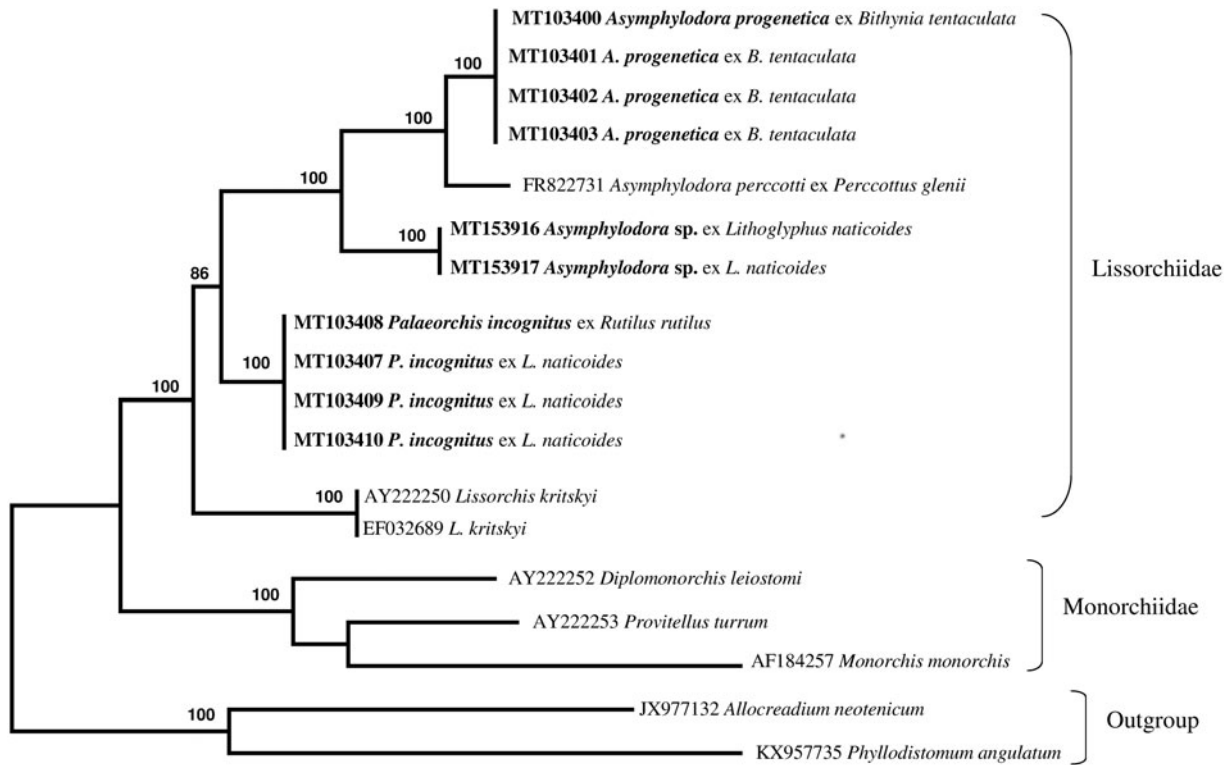 MT103400 Asymphylodora progenetica ex Bithynia tentaculata
100
MT103401 A. progenetica ex B. tentaculata
MT103402 A. progenetica ex B. tentaculata
100
MT103403 A. progenetica ex B. tentaculata
100
FR822731 Asymphylodora perccotti ex Perccottus glenii
MT153916 Asymphylodora sp. ex Lithoglyphus naticoides
100
MT153917 Asymphylodora sp. ex L. naticoides
Lissorchiidae
86
MT103408 Palaeorchis incognitus ex Rutilus rutilus
100
MT103407 P. incognitus ex L. naticoides
100
MT103409 P. incognitus ex L. naticoides
MT103410 P. incognitus ex L. naticoides
100
AY222250 Lissorchis kritskyi
EF032689 L. kritskyi
AY222252 Diplomonorchis leiostomi
100
Monorchiidae
AY222253 Provitellus turrum
AF184257 Monorchis monorchis
100
JX977132 Allocreadium neotenicum
Outgroup
KX957735 Phyllodistomum angulatum